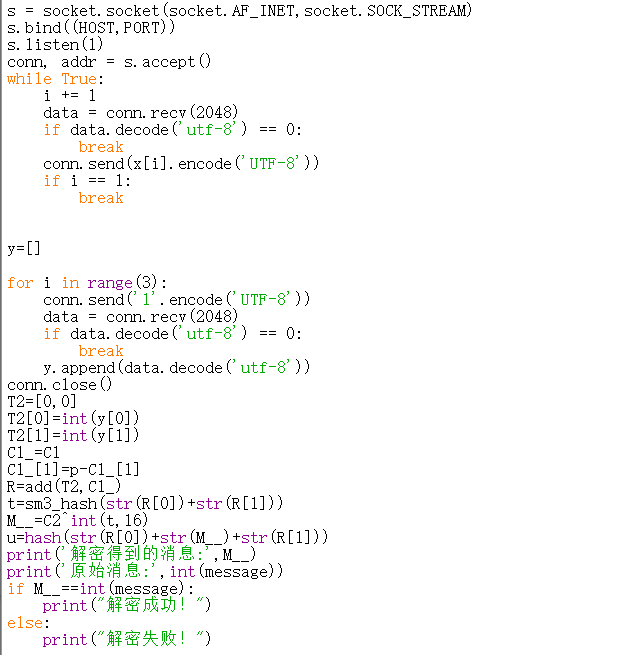 s = socket.socket(socket.AF_INET,socket.SOCK_STREAM)
s.bind((HOST,PORT))
s.listen(1)
conn, addr = s.accept()
while True:
    i += 1
    data = conn.recv(2048)
    if data.decode('utf-8') == 0:
        break
    conn.send(x[i].encode('UTF-8'))
    if i == 1:
        break
y=[]
for i in range(3):
    conn.send('1'.encode('UTF-8'))
    data = conn.recv(2048)
    if data.decode('utf-8') == 0:
        break
    y.append(data.decode('utf-8'))
conn.close()
T2=[0,0]
T2[0]=int(y[0])
T2[1]=int(y[1])
C1_=C1
C1_[1]=p-C1_[1]
R=add(T2,C1_)
t=sm3_hash(str(R[0])+str(R[1]))
M__=C2^int(t,16)
u=hash(str(R[0])+str(M__)+str(R[1]))
print('解密得到的消息:',M__)
print('原始消息:',int(message))
if M__==int(message):
    print("解密成功！")
else:
    print("解密失败！")